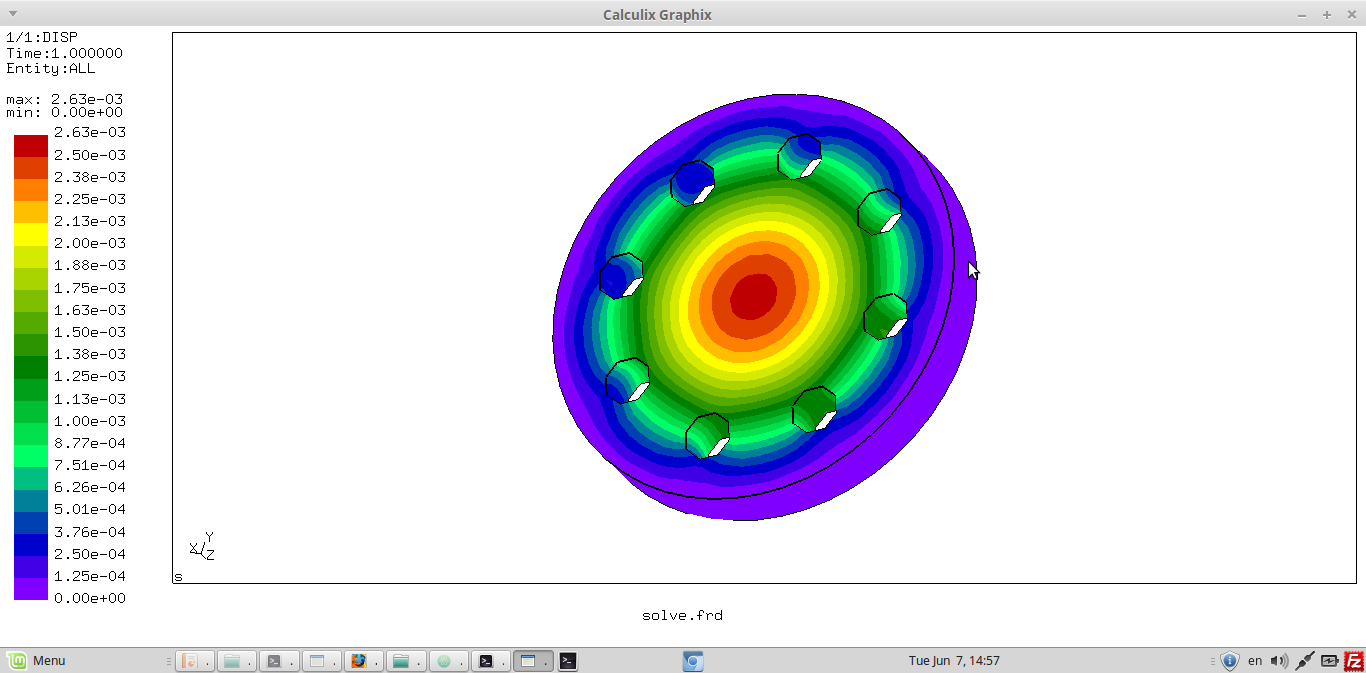 Calculix Graphix
1/1:DISP
Time:1.000000
Entity:ALL
max: 2.63e-03
min: 0.00e+00
2.63e-03
2.50e-03
2.38e-03
2.25e-03
2.13e-03
2.00e-03
1.88e-03
1.75e-03
1.63e-03
1.50e-03
1.38e-03
1.25e-03
1.13e-03
1.00e-03
8.77e-04
7.51e-04
6.26e-04
5.01e-04
3.76e-04
2.50e-04
1.25e-04
0.00e+00
Y
X
Z
s
solve.frd
Menu
Tue Jun 7, 14:57
en
FZ